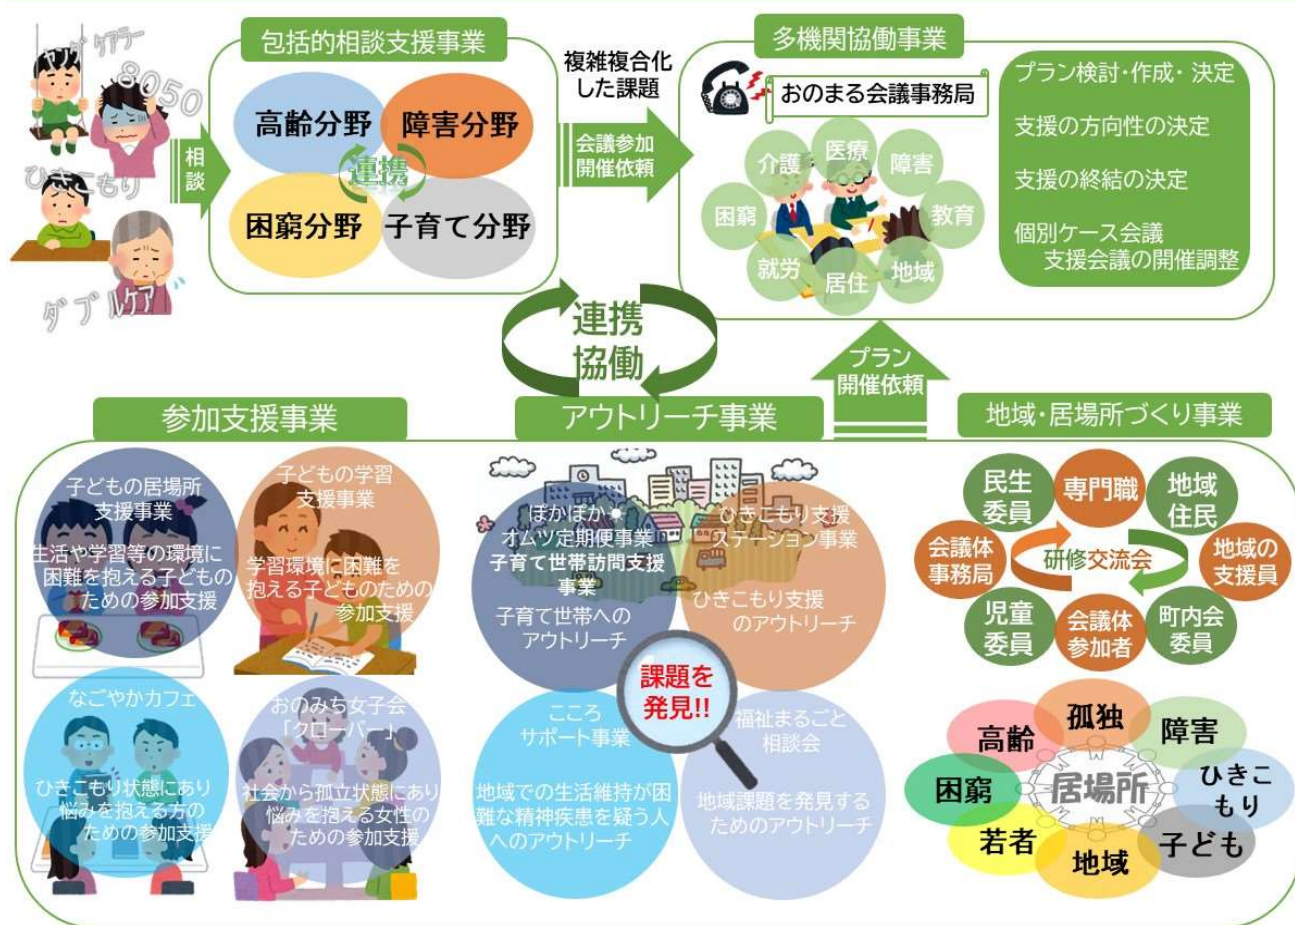 ヤングケアラー
8050
ひきこもり
ダブルケア
相談
包括的相談支援事業
高齢分野
障害分野
連携
困窮分野
子育て分野
複雑複合化
した課題
会議参加
開催依頼
多機関協働事業
おのまる会議事務局
介護
医療
障害
困窮
教育
就労
居住
地域
プラン検討・作成・決定
支援の方向性の決定
支援の終結の決定
個別ケース会議
支援会議の開催調整
連携
協働
プラン
開催依頼
参加支援事業
子どもの居場所
支援事業
生活や学習等の環境に
困難を抱える子どもの
ための参加支援
子どもの学習
支援事業
学習環境に困難を
抱える子どものための
参加支援
なごやかカフェ
ひきこもり状態にあり
悩みを抱える方の
ための参加支援
おのみち女子会
「クローバー」
社会から孤立状態にあり
悩みを抱える女性の
ための参加支援
アウトリーチ事業
ぽかぽか☀
オムツ定期便事業
子育て世帯訪問支援
事業
子育て世帯への
アウトリーチ
ひきこもり支援
ステーション事業
ひきこもり支援
のアウトリーチ
課題を
発見!!
こころ
サポート事業
地域での生活維持が困
難な精神疾患を疑う人
へのアウトリーチ
福祉まるごと
相談会
地域課題を発見する
ためのアウトリーチ
地域・居場所づくり事業
民生
委員
専門職
地域
住民
会議体
事務局
研修交流会
地域の
支援員
児童
委員
会議体
参加者
町内会
委員
高齢
孤独
障害
困窮
居場所
ひきこ
もり
若者
地域
子ども